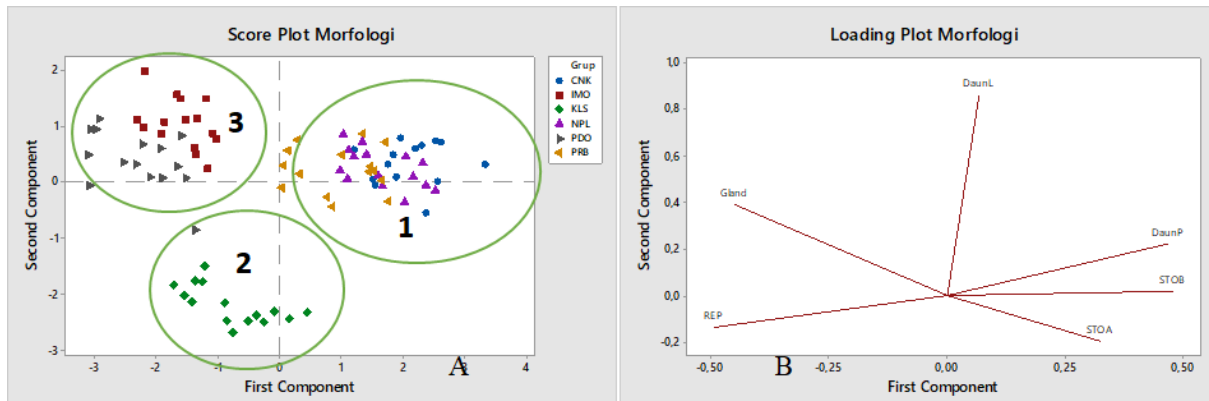 Score Plot Morfologi
Second Component
2
1
0
-1
-2
-3
-3
-2
-1
0
1
2
3
4
First Component
3
2
1
A
Grup
CNK
IMO
KLS
NPL
PDO
PRB
Loading Plot Morfologi
Second Component
1,0
0,8
0,6
0,4
0,2
0,0
-0,2
-0,50
-0,25
0,00
0,25
0,50
First Component
DaunL
Gland
DaunP
STOB
REP
STOA
B